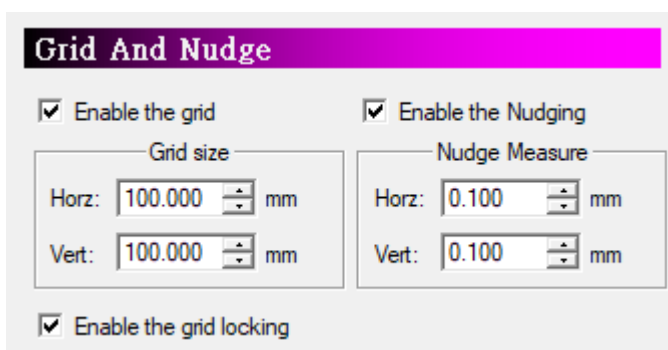 Grid And Nudge
Enable the grid
Enable the Nudging
Grid size
Horz: 100.000 mm
Vert: 100.000 mm
Nudge Measure
Horz: 0.100 mm
Vert: 0.100 mm
Enable the grid locking